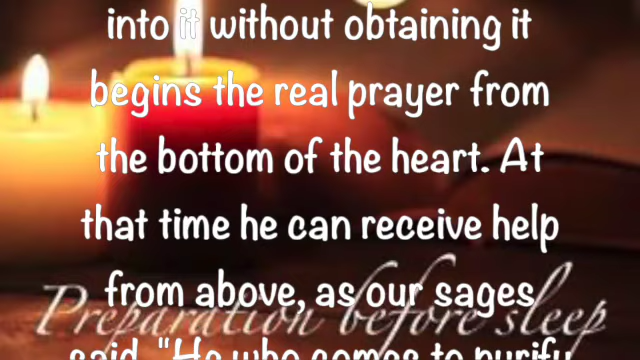 into it without obtaining it
begins the real prayer from
the bottom of the heart. At
that time he can receive help
from above, as our sages
Preparation before sleep
said, "He who comes to purify